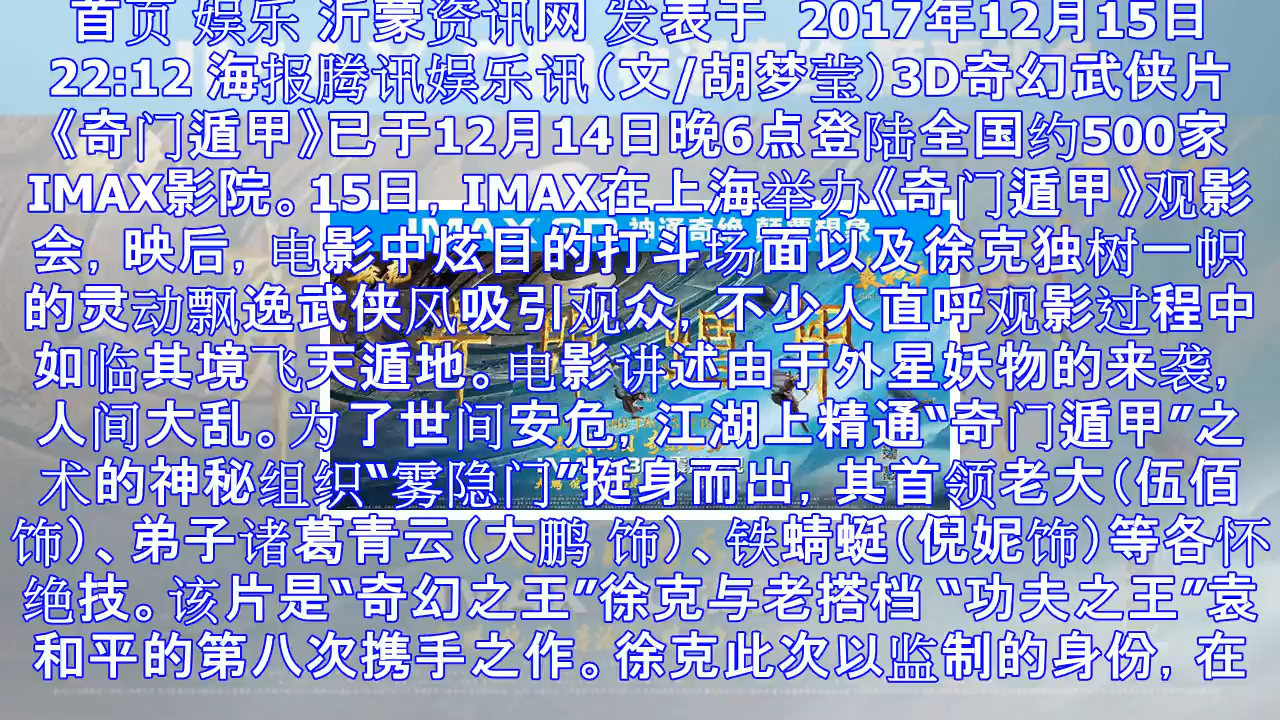 首页 娱乐 沂蒙资讯网 发表于 2017年12月15日
22:12 海报腾讯娱乐讯(文/胡梦莹)3D奇幻武侠片
《奇门遁甲》已于12月14日晚6点登陆全国约500家
IMAX影院。15日, IMAX在上海举办《奇门遁甲》观影
会, 映后, 电影中炫目的打斗场面以及徐克独树一帜
的灵动飘逸武侠风吸引观众, 不少人直呼观影过程中
如临其境飞天遁地。电影讲述由于外星妖物的来袭,
人间大乱。为了世间安危, 江湖上精通“奇门遁甲”之
术的神秘组织“雾隐门”挺身而出, 其首领老大(伍佰
饰)、弟子诸葛青云(大鹏 饰)、铁蜻蜓(倪妮饰)等各怀
绝技。该片是“奇幻之王”徐克与老搭档 “功夫之王”袁
和平的第八次携手之作。徐克此次以监制的身份, 在
IMAX 3D 神泽奇绝 颠覆想象